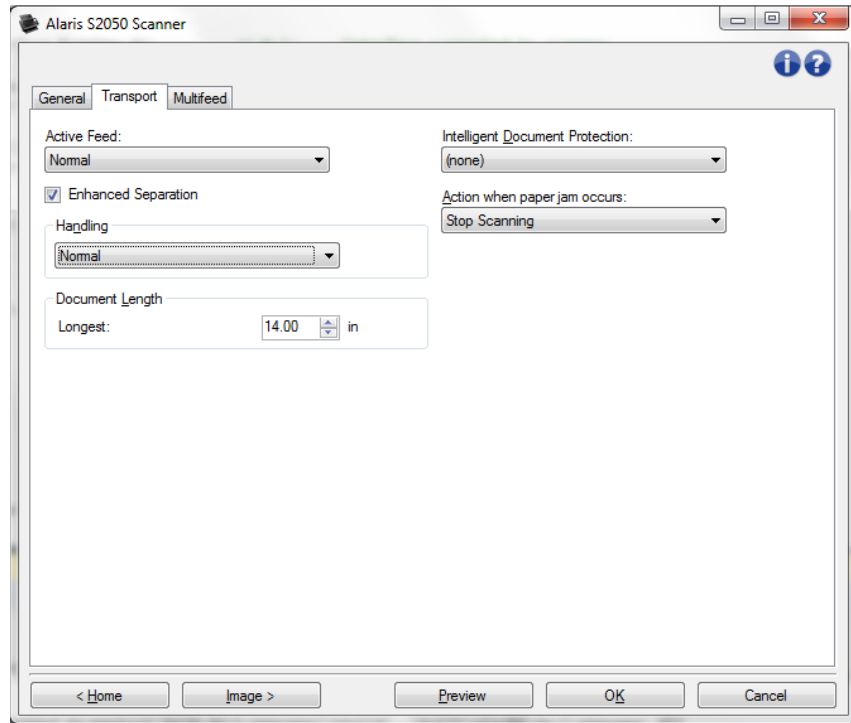 Alaris S2050 Scanner
General Transport Multifeed
Active Feed:
Normal
Enhanced Separation
Handling
Normal
Document Length
Longest: 14.00 in
Intelligent Document Protection:
(none)
Action when paper jam occurs:
Stop Scanning
< Home Image > Preview OK Cancel